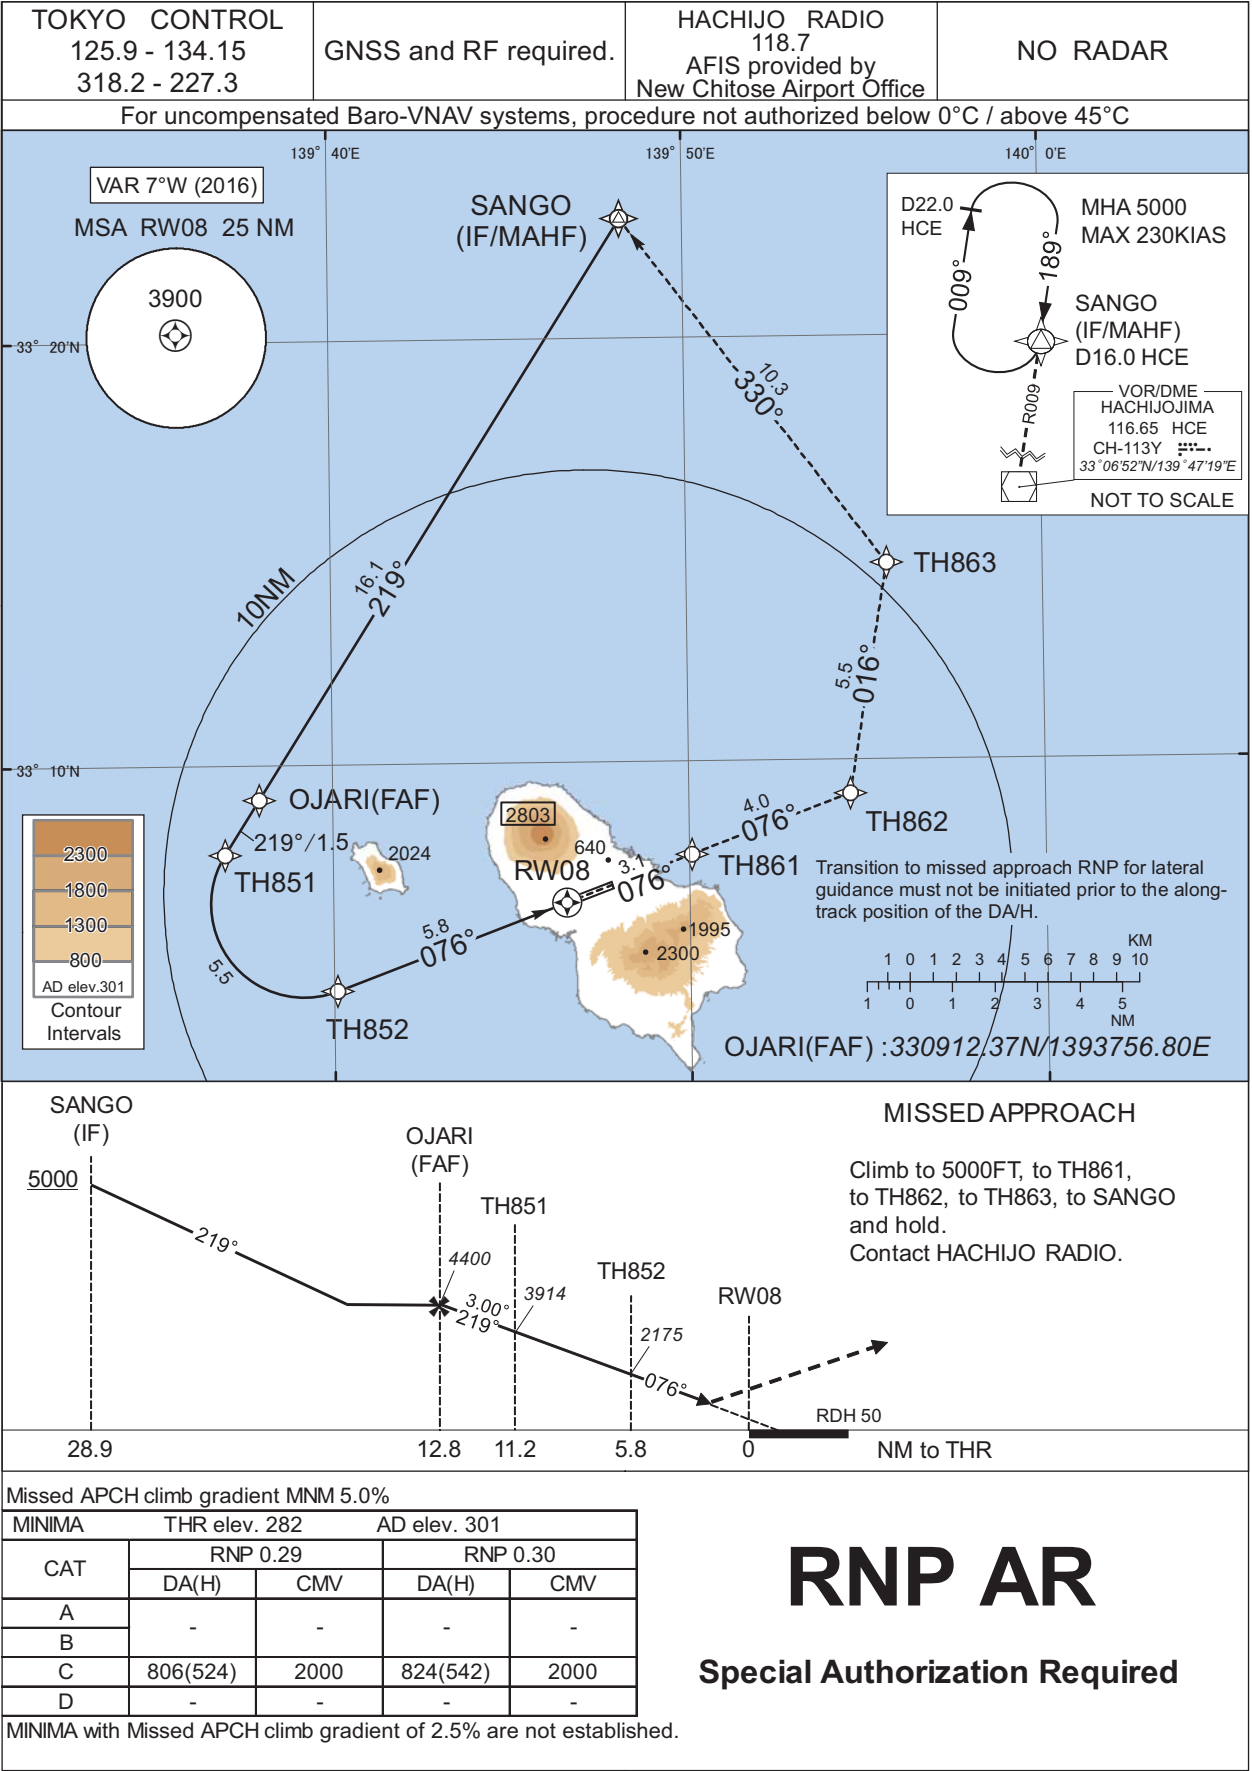 TOKYO CONTROL
125.9 - 134.15
318.2 - 227.3
GNSS and RF required.
HACHIJO RADIO
118.7
AFIS provided by
New Chitose Airport Office
NO RADAR
For uncompensated Baro-VNAV systems, procedure not authorized below 0°C / above 45°C
139° 40'E
139° 50'E
140° 0'E
VAR 7°W (2016)
MSA RW08 25 NM
3900
33° 20'N
SANGO
(IF/MAHF)
D22.0
HCE
009°
189°
MHA 5000
MAX 230KIAS
SANGO
(IF/MAHF)
D16.0 HCE
R009
VOR/DME
HACHIJOJIMA
116.65 HCE
CH-113Y
33°06'52"N/139°47'19"E
NOT TO SCALE
10.3
330°
16.1
219°
10NM
TH863
5.5
016°
33° 10'N
OJARI(FAF)
219°/1.5
TH851
2024
2803
640
RW08
3.1
076°
4.0
076°
TH862
TH861
5.8
076°
5.5
TH852
1995
2300
2300
1800
1300
800
AD elev.301
Contour
Intervals
Transition to missed approach RNP for lateral
guidance must not be initiated prior to the along-
track position of the DA/H.
KM
1 0 1 2 3 4 5 6 7 8 9 10
1 0 1 2 3 4 5
NM
OJARI(FAF) :330912.37N/1393756.80E
SANGO
(IF)
5000
219°
OJARI
(FAF)
4400
3.00°
219°
TH851
3914
TH852
2175
076°
RW08
RDH 50
28.9 12.8 11.2 5.8 0 NM to THR
MISSED APPROACH
Climb to 5000FT, to TH861,
to TH862, to TH863, to SANGO
and hold.
Contact HACHIJO RADIO.
Missed APCH climb gradient MNM 5.0%
MINIMA THR elev. 282 AD elev. 301
CAT RNP 0.29 RNP 0.30
DA(H) CMV DA(H) CMV
A
- - - -
B
C 806(524) 2000 824(542) 2000
D - - - -
MINIMA with Missed APCH climb gradient of 2.5% are not established.
RNP AR
Special Authorization Required